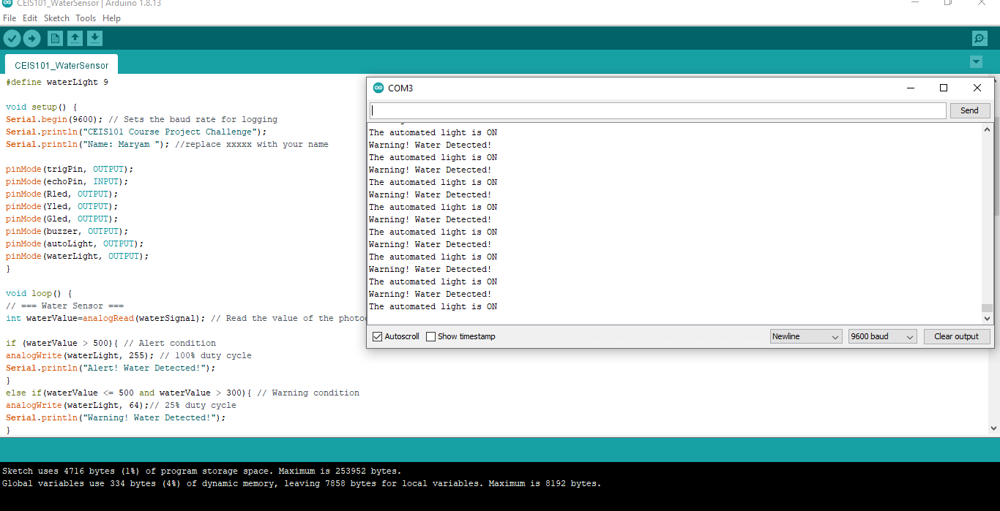 CEIS101_WaterSensor | Arduino 1.8.13
File Edit Sketch Tools Help
CEIS101_WaterSensor
#define waterLight 9
void setup() {
Serial.begin(9600); // Sets the baud rate for logging
Serial.println("CEIS101 Course Project Challenge");
Serial.println("Name: Maryam "); //replace xxxxx with your name
pinMode(trigPin, OUTPUT);
pinMode(echoPin, INPUT);
pinMode(Rled, OUTPUT);
pinMode(Yled, OUTPUT);
pinMode(Gled, OUTPUT);
pinMode(buzzer, OUTPUT);
pinMode(autoLight, OUTPUT);
pinMode(waterLight, OUTPUT);
}
void loop() {
// === Water Sensor ===
int waterValue=analogRead(waterSignal); // Read the value of the
if (waterValue > 500){ // Alert condition
analogWrite(waterLight, 255); // 100% duty cycle
Serial.println("Alert! Water Detected!");
}
else if(waterValue <= 500 and waterValue > 300){ // Warning condition
analogWrite(waterLight, 64);// 25% duty cycle
Serial.println("Warning! Water Detected!");
}
COM3
Send
The automated light is ON
Warning! Water Detected!
The automated light is ON
Warning! Water Detected!
The automated light is ON
Warning! Water Detected!
The automated light is ON
Warning! Water Detected!
The automated light is ON
Warning! Water Detected!
The automated light is ON
Warning! Water Detected!
The automated light is ON
Warning! Water Detected!
The automated light is ON
Autoscroll Show timestamp Newline 9600 baud Clear output
Sketch uses 4716 bytes (1%) of program storage space. Maximum is 253952 bytes.
Global variables use 334 bytes (4%) of dynamic memory, leaving 7858 bytes for local variables. Maximum is 8192 bytes.